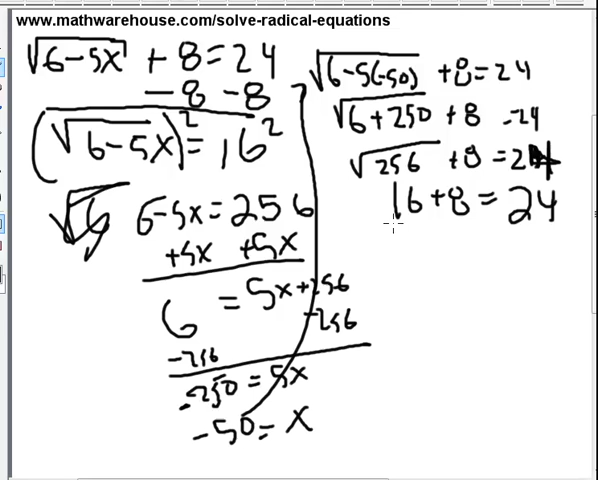 www.mathwarehouse.com/solve-radical-equations
√6-5x + 8 = 24
-8 -8
(√6-5x)² = 16²
6-5x = 256
+5x +5x
6 = 5x+256
-256
-256
-250 = 5x
-50 = x
√6-5(-50) +8=24
√6+250 +8 =24
√256 +8 = 24
16+8 = 24